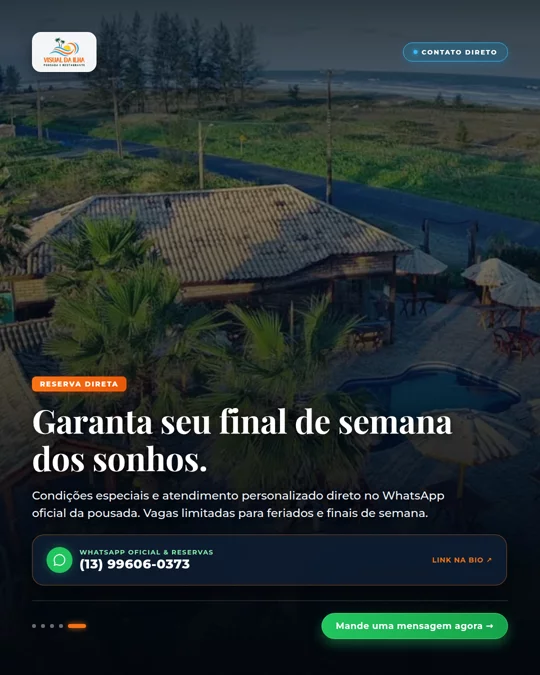 VISUAL DA ILHA
POUSADA E RESTAURANTE
CONTATO DIRETO
RESERVA DIRETA
Garanta seu final de semana
dos sonhos.
Condições especiais e atendimento personalizado direto no WhatsApp
oficial da pousada. Vagas limitadas para feriados e finais de semana.
WHATSAPP OFICIAL & RESERVAS
(13) 99606-0373
LINK NA BIO ↗
Mande uma mensagem agora →